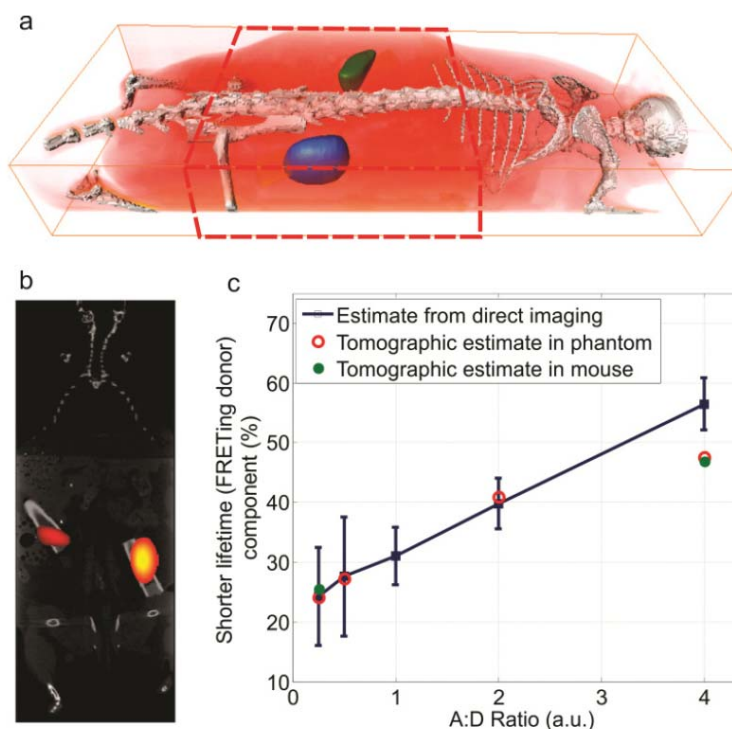 a
b
c
Estimate from direct imaging
Tomographic estimate in phantom
Tomographic estimate in mouse
Shorter lifetime (FRETing donor)
component (%)
70
60
50
40
30
20
10
0
1
2
3
4
A:D Ratio (a.u.)